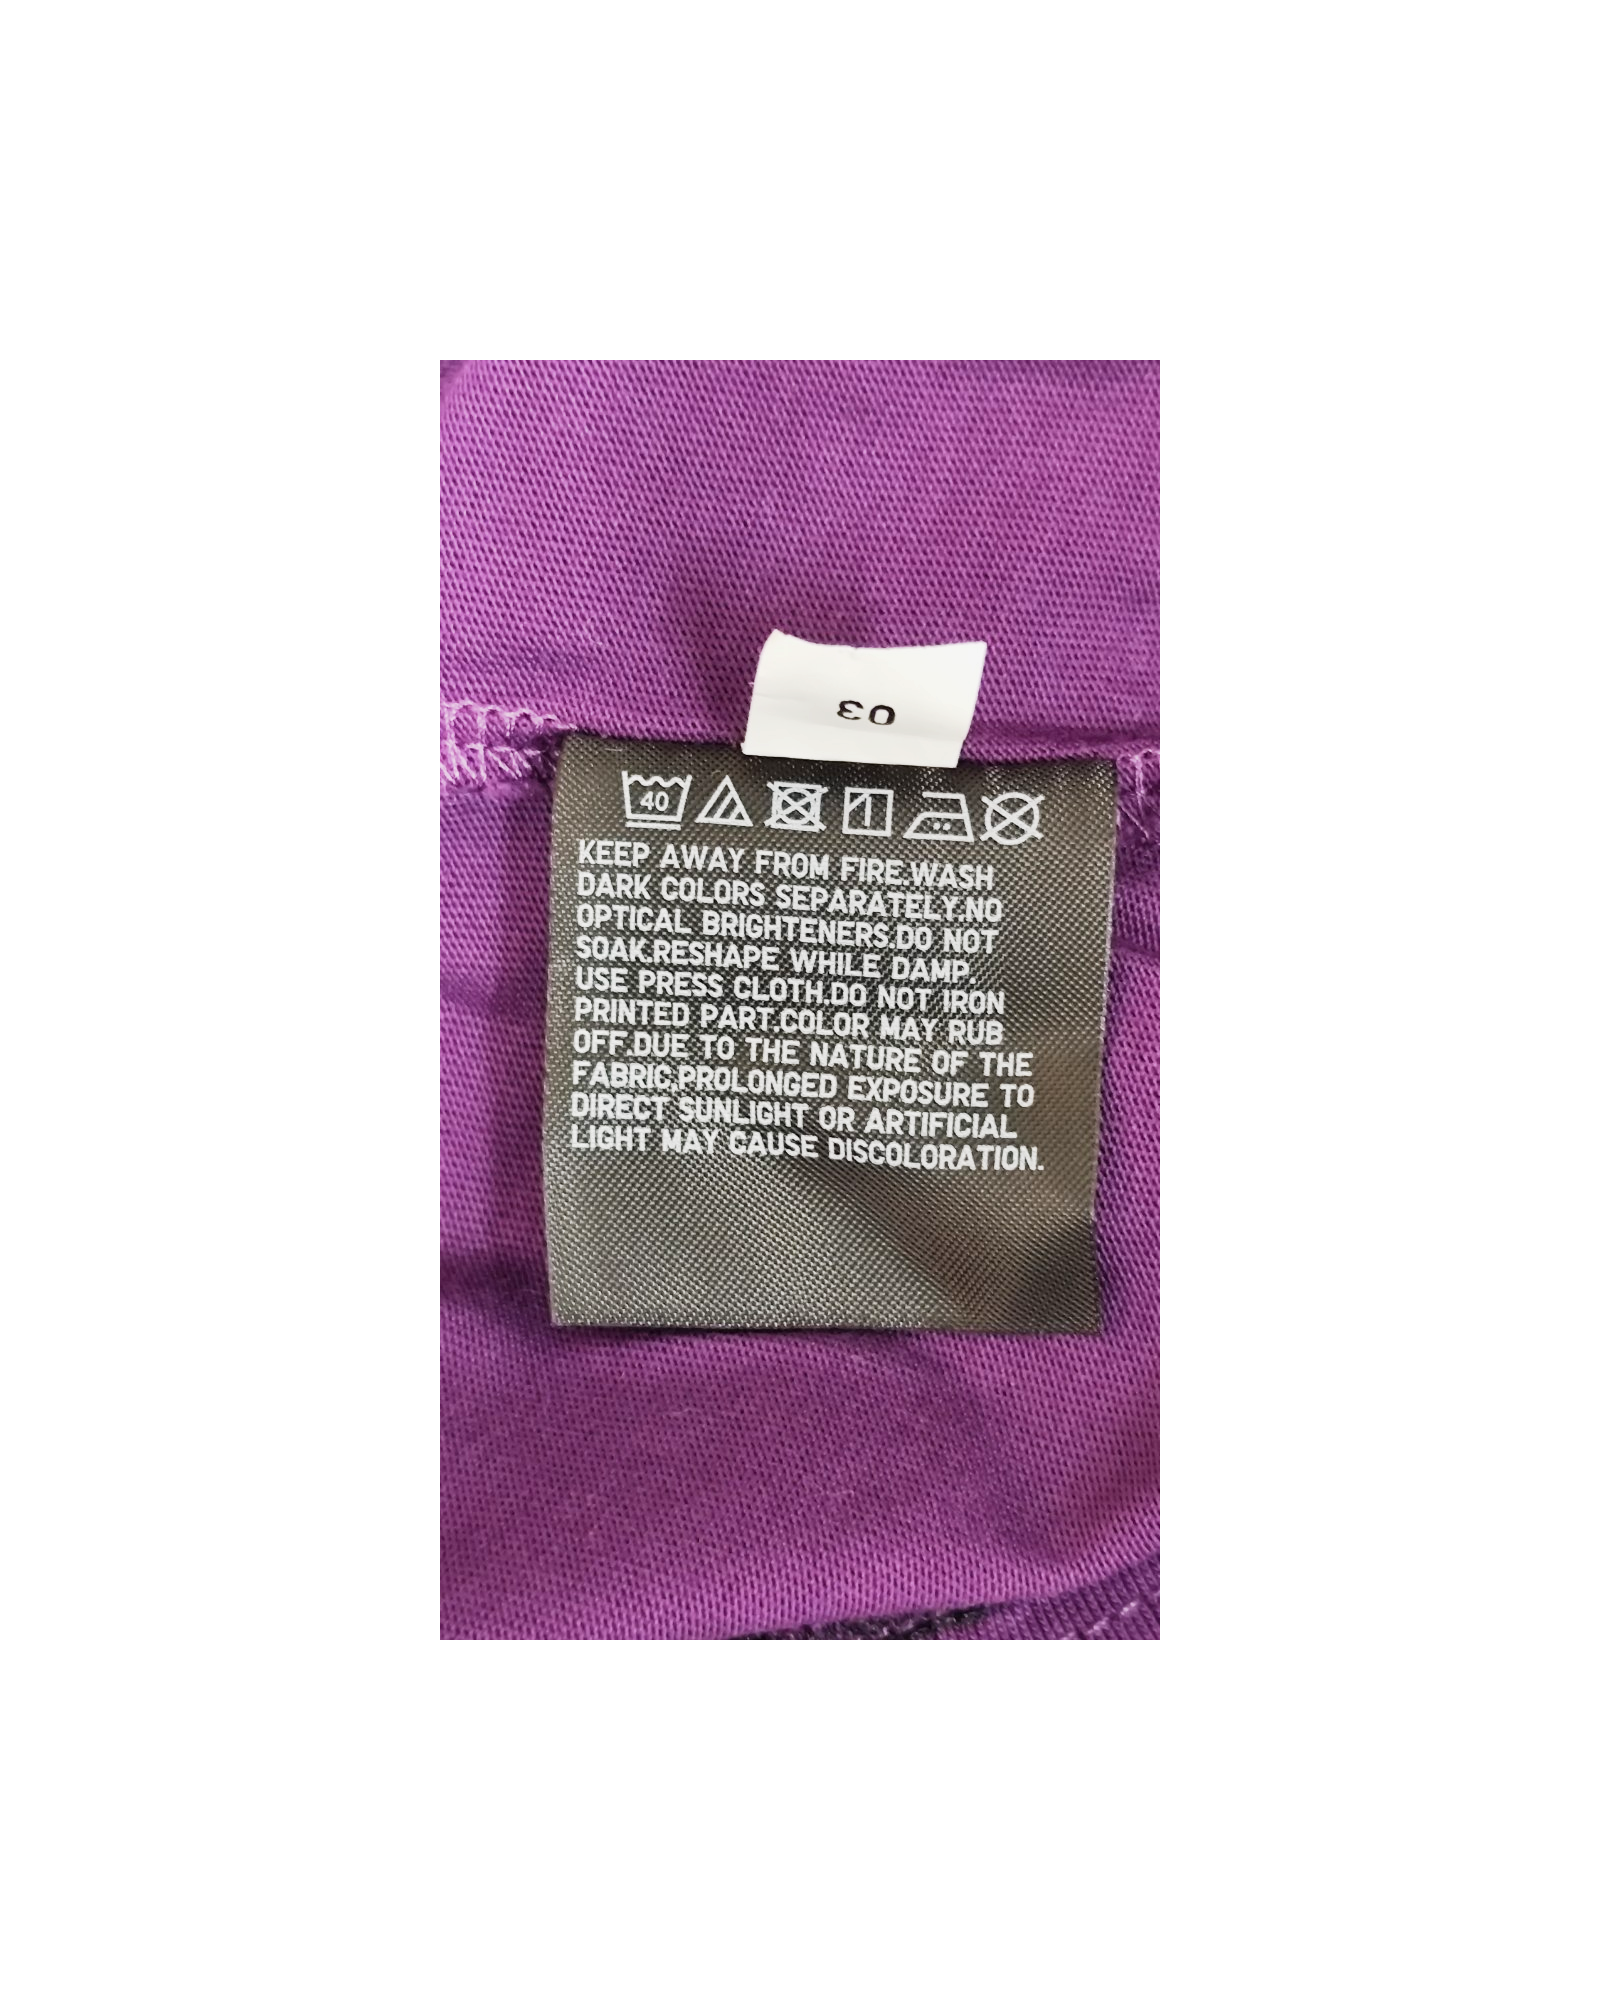 03
40
KEEP AWAY FROM FIRE.WASH
DARK COLORS SEPARATELY.NO
OPTICAL BRIGHTENERS.DO NOT
SOAK.RESHAPE WHILE DAMP.
USE PRESS CLOTH.DO NOT IRON
PRINTED PART.COLOR MAY RUB
OFF.DUE TO THE NATURE OF THE
FABRIC,PROLONGED EXPOSURE TO
DIRECT SUNLIGHT OR ARTIFICIAL
LIGHT MAY CAUSE DISCOLORATION.